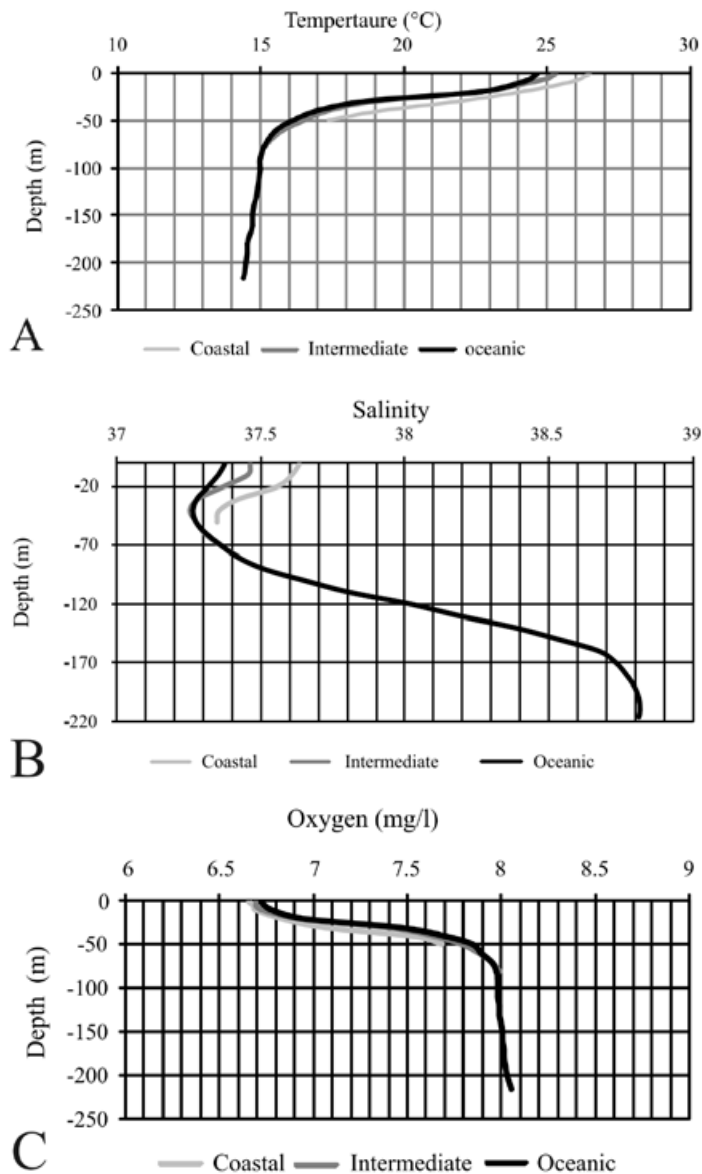 Tempertaure (°C)
10 15 20 25 30
0
-50
-100
-150
-200
-250
Depth (m)
A
Coastal Intermediate oceanic
Salinity
37 37.5 38 38.5 39
-20
-70
-120
-170
-220
Depth (m)
B
Coastal Intermediate Oceanic
Oxygen (mg/l)
6 6.5 7 7.5 8 8.5 9
0
-50
-100
-150
-200
-250
Depth (m)
C
Coastal Intermediate Oceanic